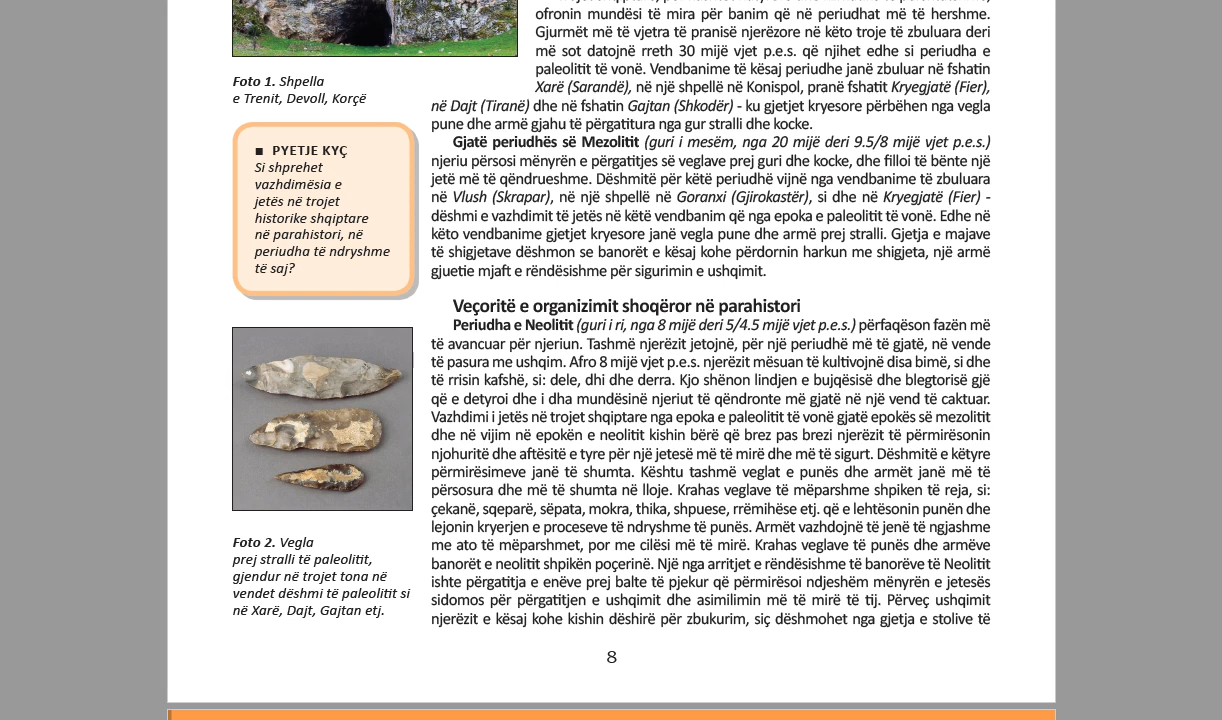 ofronin mundësi të mira për banim që në periudhat më të hershme.
Gjurmët më të vjetra të pranisë njerëzore në këto troje të zbuluara deri
më sot datojnë rreth 30 mijë vjet p.e.s. që njihet edhe si periudha e
paleolitit të vonë. Vendbanime të kësaj periudhe janë zbuluar në fshatin
Xarë (Sarandë), në një shpellë në Konispol, pranë fshatit Kryegjatë (Fier),
në Dajt (Tiranë) dhe në fshatin Gajtan (Shkodër) - ku gjetjet kryesore përbëhen nga vegla
pune dhe armë gjahu të përgatitura nga gur stralli dhe kocke.
Gjatë periudhës së Mezolitit (guri i mesëm, nga 20 mijë deri 9.5/8 mijë vjet p.e.s.)
njeriu përsosi mënyrën e përgatitjes së veglave prej guri dhe kocke, dhe filloi të bënte një
jetë më të qëndrueshme. Dëshmitë për këtë periudhë vijnë nga vendbanime të zbuluara
në Vlush (Skrapar), në një shpellë në Goranxi (Gjirokastër), si dhe në Kryegjatë (Fier) -
dëshmi e vazhdimit të jetës në këtë vendbanim që nga epoka e paleolitit të vonë. Edhe në
këto vendbanime gjetjet kryesore janë vegla pune dhe armë prej stralli. Gjetja e majave
të shigjetave dëshmon se banorët e kësaj kohe përdornin harkun me shigjeta, një armë
gjuetie mjaft e rëndësishme për sigurimin e ushqimit.
Foto 1. Shpella
e Trenit, Devoll, Korçë
■ PYETJE KYÇ
Si shprehet
vazhdimësia e
jetës në trojet
historike shqiptare
në parahistori, në
periudha të ndryshme
të saj?
Veçoritë e organizimit shoqëror në parahistori
Periudha e Neolitit (guri i ri, nga 8 mijë deri 5/4.5 mijë vjet p.e.s.) përfaqëson fazën më
të avancuar për njeriun. Tashmë njerëzit jetojnë, për një periudhë më të gjatë, në vende
të pasura me ushqim. Afro 8 mijë vjet p.e.s. njerëzit mësuan të kultivojnë disa bimë, si dhe
të rrisin kafshë, si: dele, dhi dhe derra. Kjo shënon lindjen e bujqësisë dhe blegtorisë gjë
që e detyroi dhe i dha mundësinë njeriut të qëndronte më gjatë në një vend të caktuar.
Vazhdimi i jetës në trojet shqiptare nga epoka e paleolitit të vonë gjatë epokës së mezolitit
dhe në vijim në epokën e neolitit kishin bërë që brez pas brezi njerëzit të përmirësonin
njohuritë dhe aftësitë e tyre për një jetesë më të mirë dhe më të sigurt. Dëshmitë e këtyre
përmirësimeve janë të shumta. Kështu tashmë veglat e punës dhe armët janë më të
përsosura dhe më të shumta në lloje. Krahas veglave të mëparshme shpiken të reja, si:
çekanë, sqeparë, sëpata, mokra, thika, shpuese, rrëmihëse etj. që e lehtësonin punën dhe
lejonin kryerjen e proceseve të ndryshme të punës. Armët vazhdojnë të jenë të ngjashme
me ato të mëparshmet, por me cilësi më të mirë. Krahas veglave të punës dhe armëve
banorët e neolitit shpikën poçerinë. Një nga arritjet e rëndësishme të banorëve të Neolitit
ishte përgatitja e enëve prej balte të pjekur që përmirësoi ndjeshëm mënyrën e jetesës
sidomos për përgatitjen e ushqimit dhe asimilimin më të mirë të tij. Përveç ushqimit
njerëzit e kësaj kohe kishin dëshirë për zbukurim, siç dëshmohet nga gjetja e stolive të
Foto 2. Vegla
prej stralli të paleolitit,
gjendur në trojet tona në
vendet dëshmi të paleolitit si
në Xarë, Dajt, Gajtan etj.
8